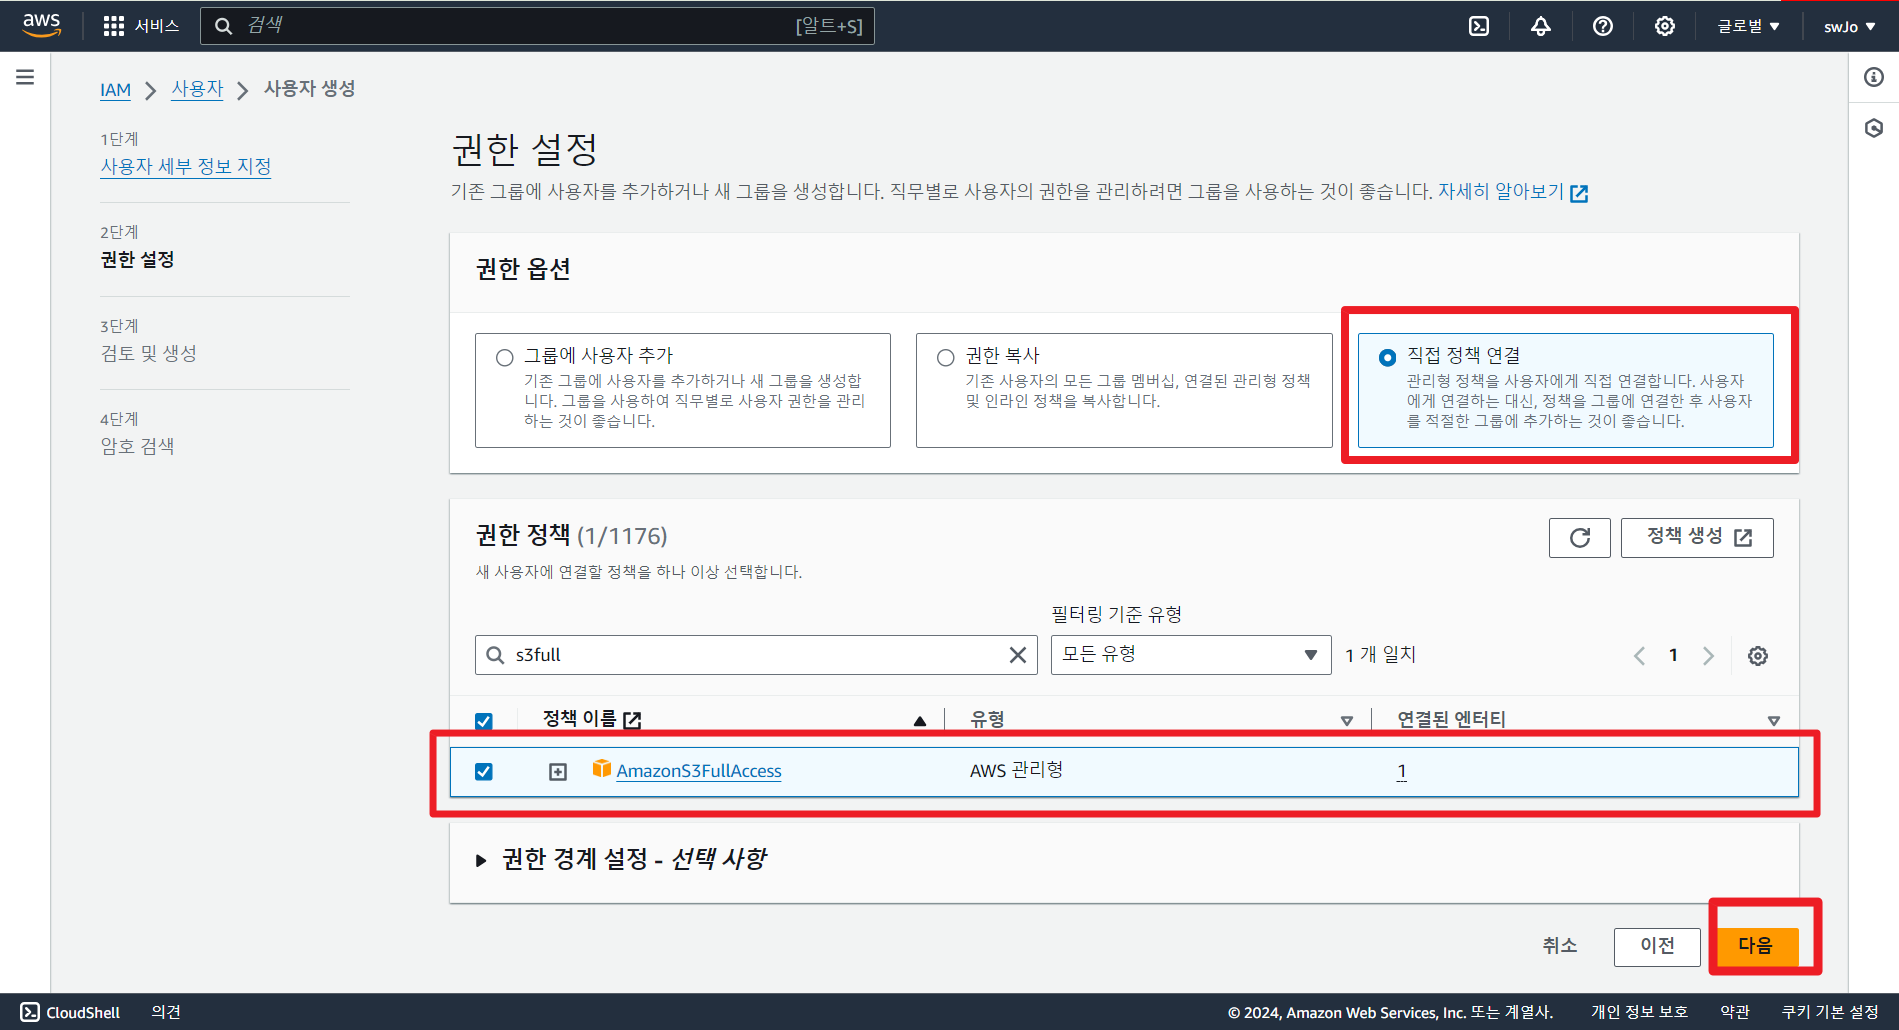 aws
서비스
검색
[알트+S]
글로벌
swJo
IAM
사용자
사용자 생성
1단계
사용자 세부 정보 지정
2단계
권한 설정
3단계
검토 및 생성
4단계
암호 검색
권한 설정
기존 그룹에 사용자를 추가하거나 새 그룹을 생성합니다. 직무별로 사용자의 권한을 관리하려면 그룹을 사용하는 것이 좋습니다. 자세히 알아보기
권한 옵션
그룹에 사용자 추가
기존 그룹에 사용자를 추가하거나 새 그룹을 생성합
니다. 그룹을 사용하여 직무별로 사용자 권한을 관리
하는 것이 좋습니다.
권한 복사
기존 사용자의 모든 그룹 멤버십, 연결된 관리형 정책
및 인라인 정책을 복사합니다.
직접 정책 연결
관리형 정책을 사용자에게 직접 연결합니다. 사용자
에게 연결하는 대신, 정책을 그룹에 연결한 후 사용자
를 적절한 그룹에 추가하는 것이 좋습니다.
권한 정책 (1/1176)
새 사용자에 연결할 정책을 하나 이상 선택합니다.
정책 생성
필터링 기준 유형
s3full
모든 유형
1 개 일치
1
정책 이름
유형
연결된 엔터티
AmazonS3FullAccess
AWS 관리형
1
권한 경계 설정 - 선택 사항
취소
이전
다음
CloudShell
의견
© 2024, Amazon Web Services, Inc. 또는 계열사.
개인 정보 보호
약관
쿠키 기본 설정